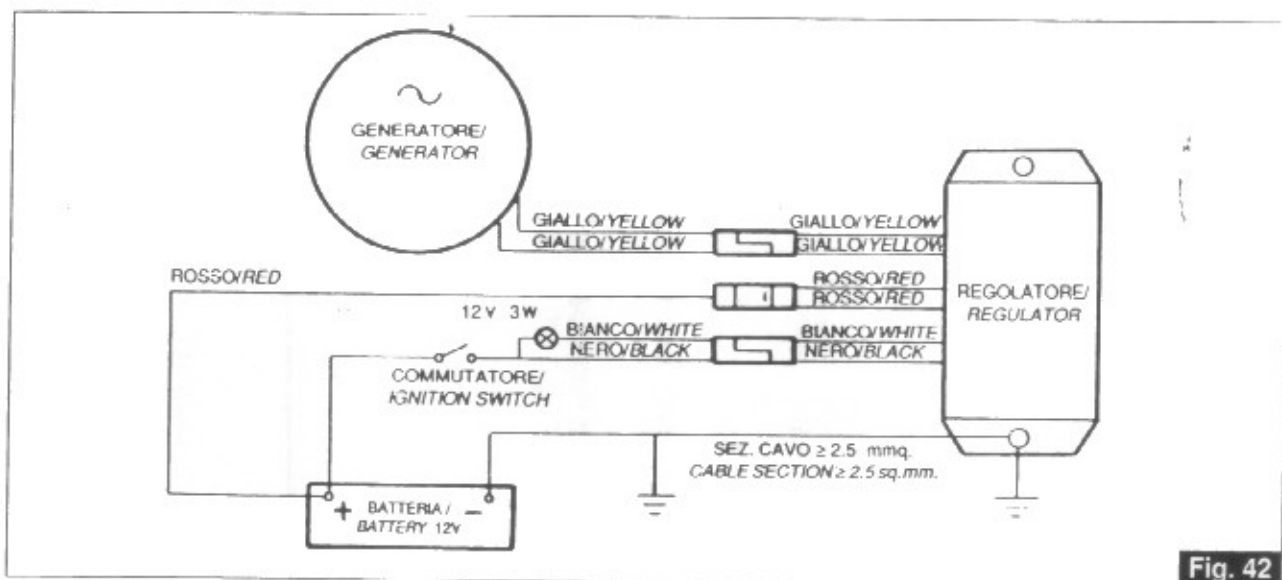 GENERATORE/
GENERATOR
GIALLO/YELLOW
GIALLO/YELLOW
GIALLO/YELLOW
GIALLO/YELLOW
ROSSO/RED
ROSSO/RED
ROSSO/RED
REGOLATORE/
REGULATOR
12V 3W
BIANCO/WHITE
NERO/BLACK
BIANCO/WHITE
NERO/BLACK
COMMUTATORE/
IGNITION SWITCH
SEZ. CAVO ≥ 2.5 mmq.
CABLE SECTION ≥ 2.5 sq.mm.
+ BATTERIA / −
BATTERY 12V
Fig. 42